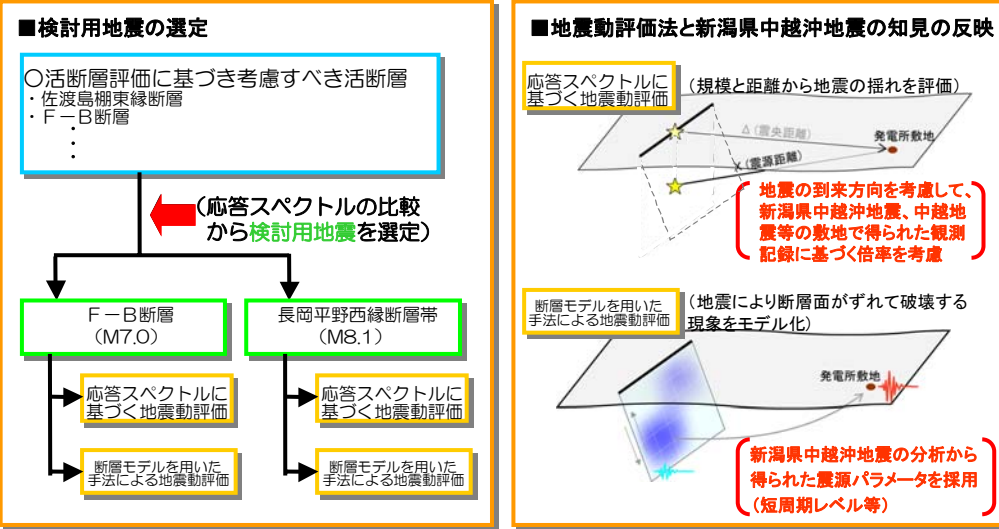 ■検討用地震の選定
○活断層評価に基づき考慮すべき活断層
・佐渡島棚東縁断層
・F－B断層
・
・
・
(応答スペクトルの比較
から検討用地震を選定)
F－B断層
(M7.0)
長岡平野西縁断層帯
(M8.1)
応答スペクトルに
基づく地震動評価
応答スペクトルに
基づく地震動評価
断層モデルを用いた
手法による地震動評価
断層モデルを用いた
手法による地震動評価
■地震動評価法と新潟県中越沖地震の知見の反映
応答スペクトルに
基づく地震動評価
(規模と距離から地震の揺れを評価)
Δ(震央距離)
発電所敷地
X(震源距離)
地震の到来方向を考慮して、
新潟県中越沖地震、中越地
震等の敷地で得られた観測
記録に基づく倍率を考慮
断層モデルを用いた
手法による地震動評価
(地震により断層面がずれて破壊する
現象をモデル化)
発電所敷地
新潟県中越沖地震の分析から
得られた震源パラメータを採用
(短周期レベル等)